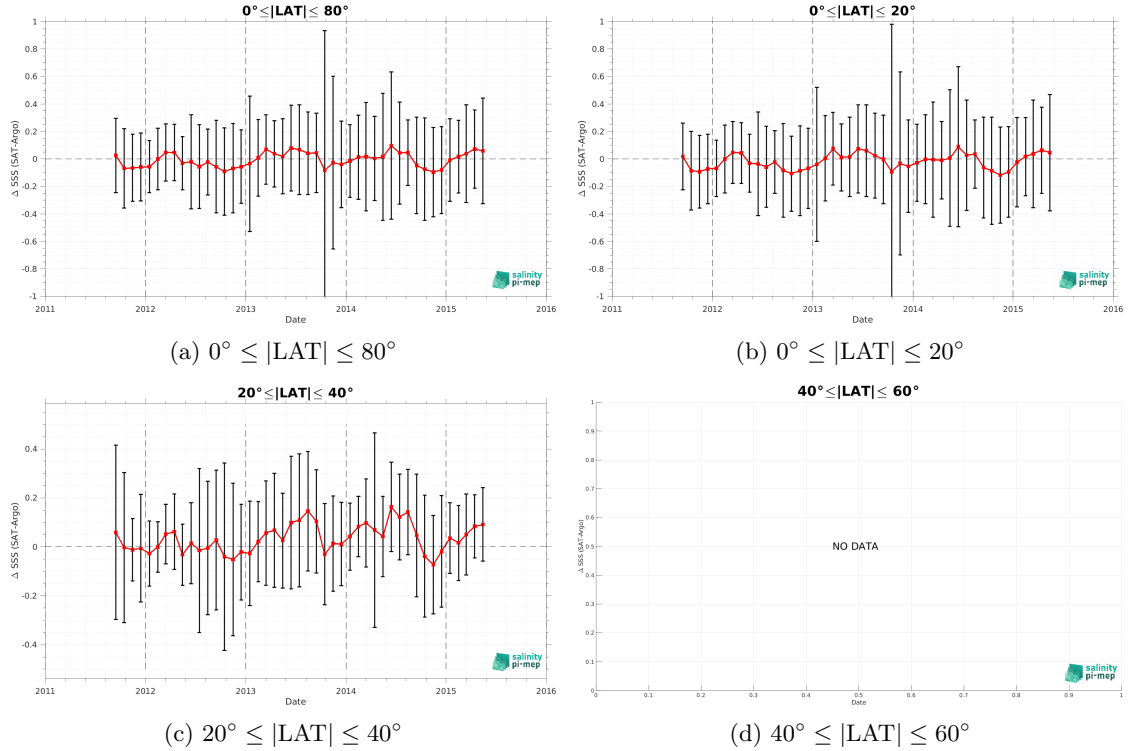 0°≤|LAT|≤ 80°
1
0.8
0.6
0.4
0.2
0
-0.2
-0.4
-0.6
-0.8
-1
Δ SSS (SAT-Argo)
2011 2012 2013 2014 2015 2016
Date
salinity
pi-mep
(a) 0° ≤ |LAT| ≤ 80°
0°≤|LAT|≤ 20°
1
0.8
0.6
0.4
0.2
0
-0.2
-0.4
-0.6
-0.8
-1
Δ SSS (SAT-Argo)
2011 2012 2013 2014 2015 2016
Date
salinity
pi-mep
(b) 0° ≤ |LAT| ≤ 20°
20°≤|LAT|≤ 40°
0.4
0.2
0
-0.2
-0.4
Δ SSS (SAT-Argo)
2011 2012 2013 2014 2015 2016
Date
salinity
pi-mep
(c) 20° ≤ |LAT| ≤ 40°
40°≤|LAT|≤ 60°
1
0.9
0.8
0.7
0.6
0.5
0.4
0.3
0.2
0.1
0
Δ SSS (SAT-Argo)
NO DATA
0 0.1 0.2 0.3 0.4 0.5 0.6 0.7 0.8 0.9 1
Date
salinity
pi-mep
(d) 40° ≤ |LAT| ≤ 60°